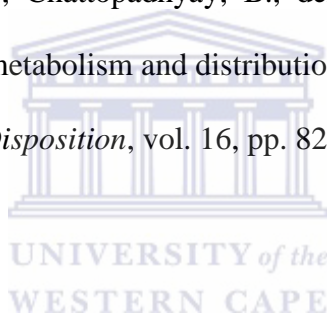 , Chattopadhyay, B., de
metabolism and distributio
Disposition, vol. 16, pp. 82
UNIVERSITY of the
WESTERN CAPE